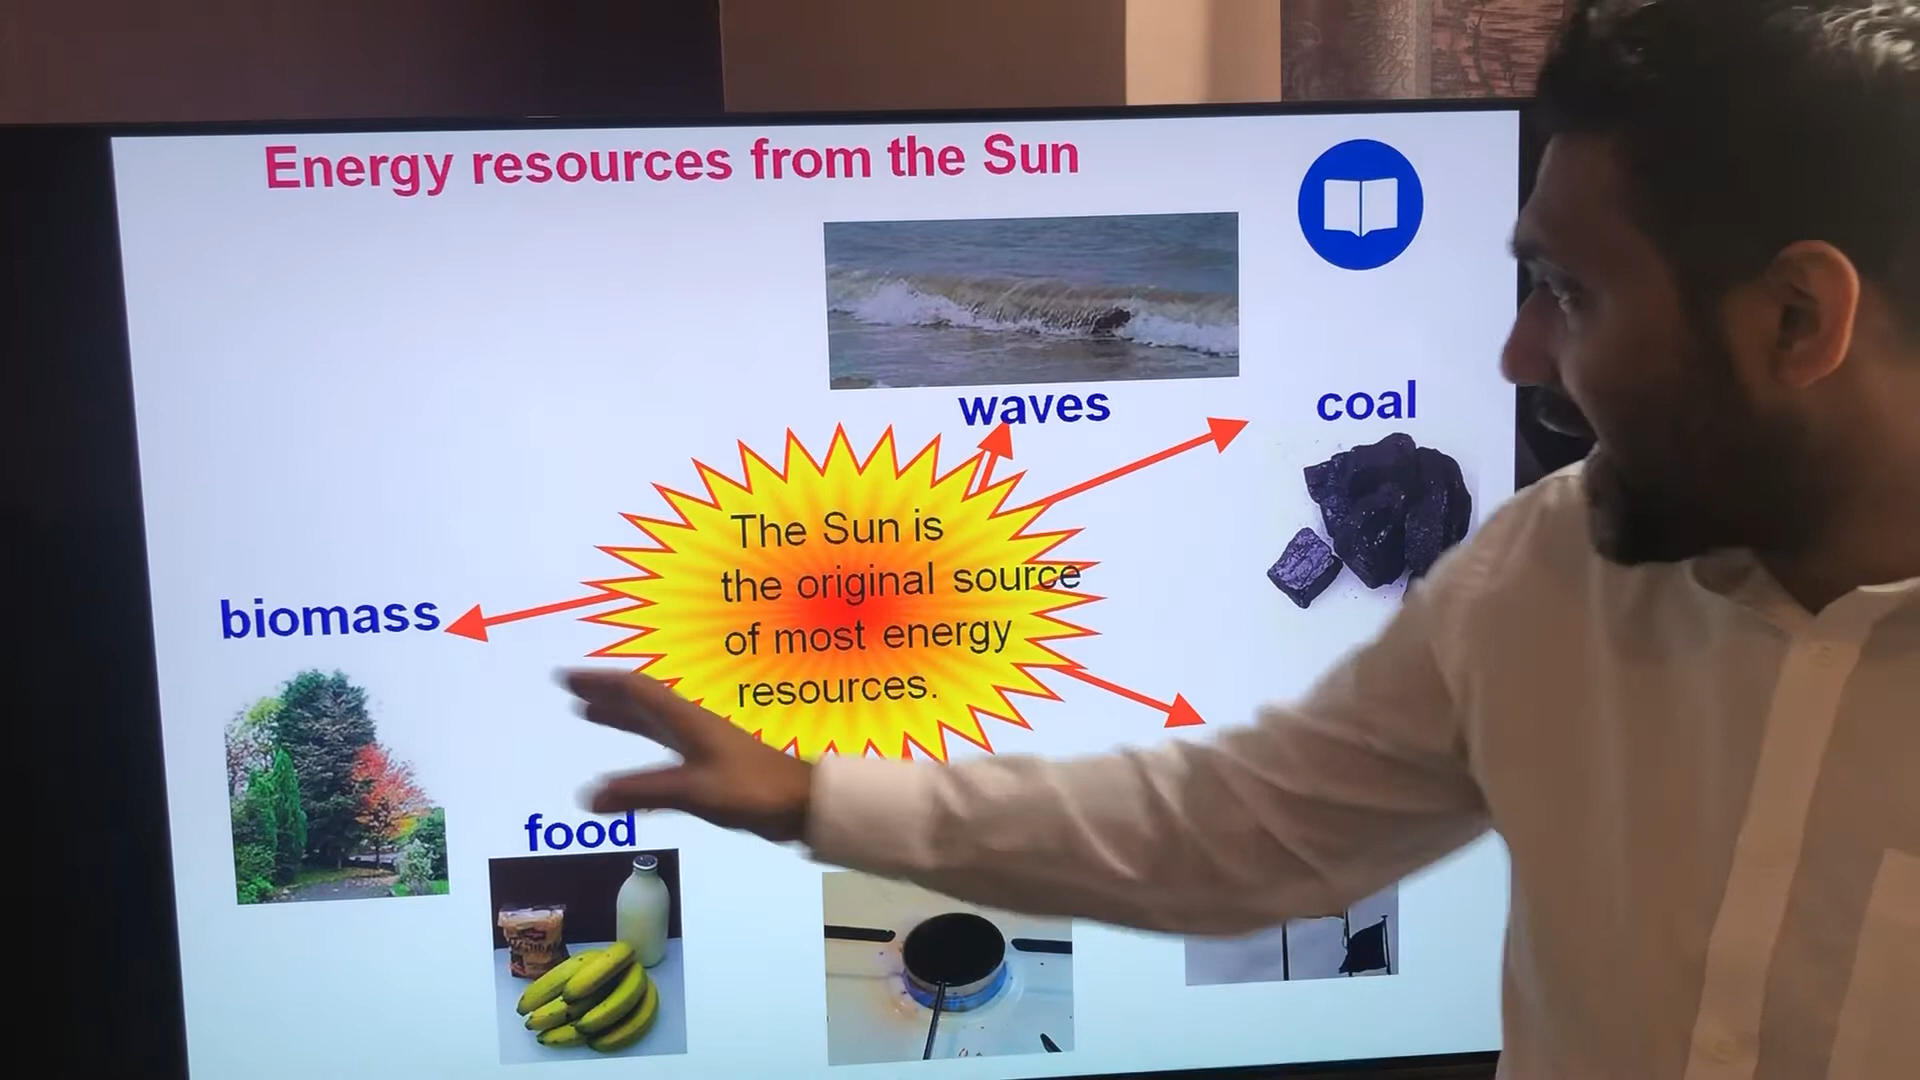 Energy resources from the Sun
waves
coal
The Sun is
the original source
of most energy
resources.
biomass
food